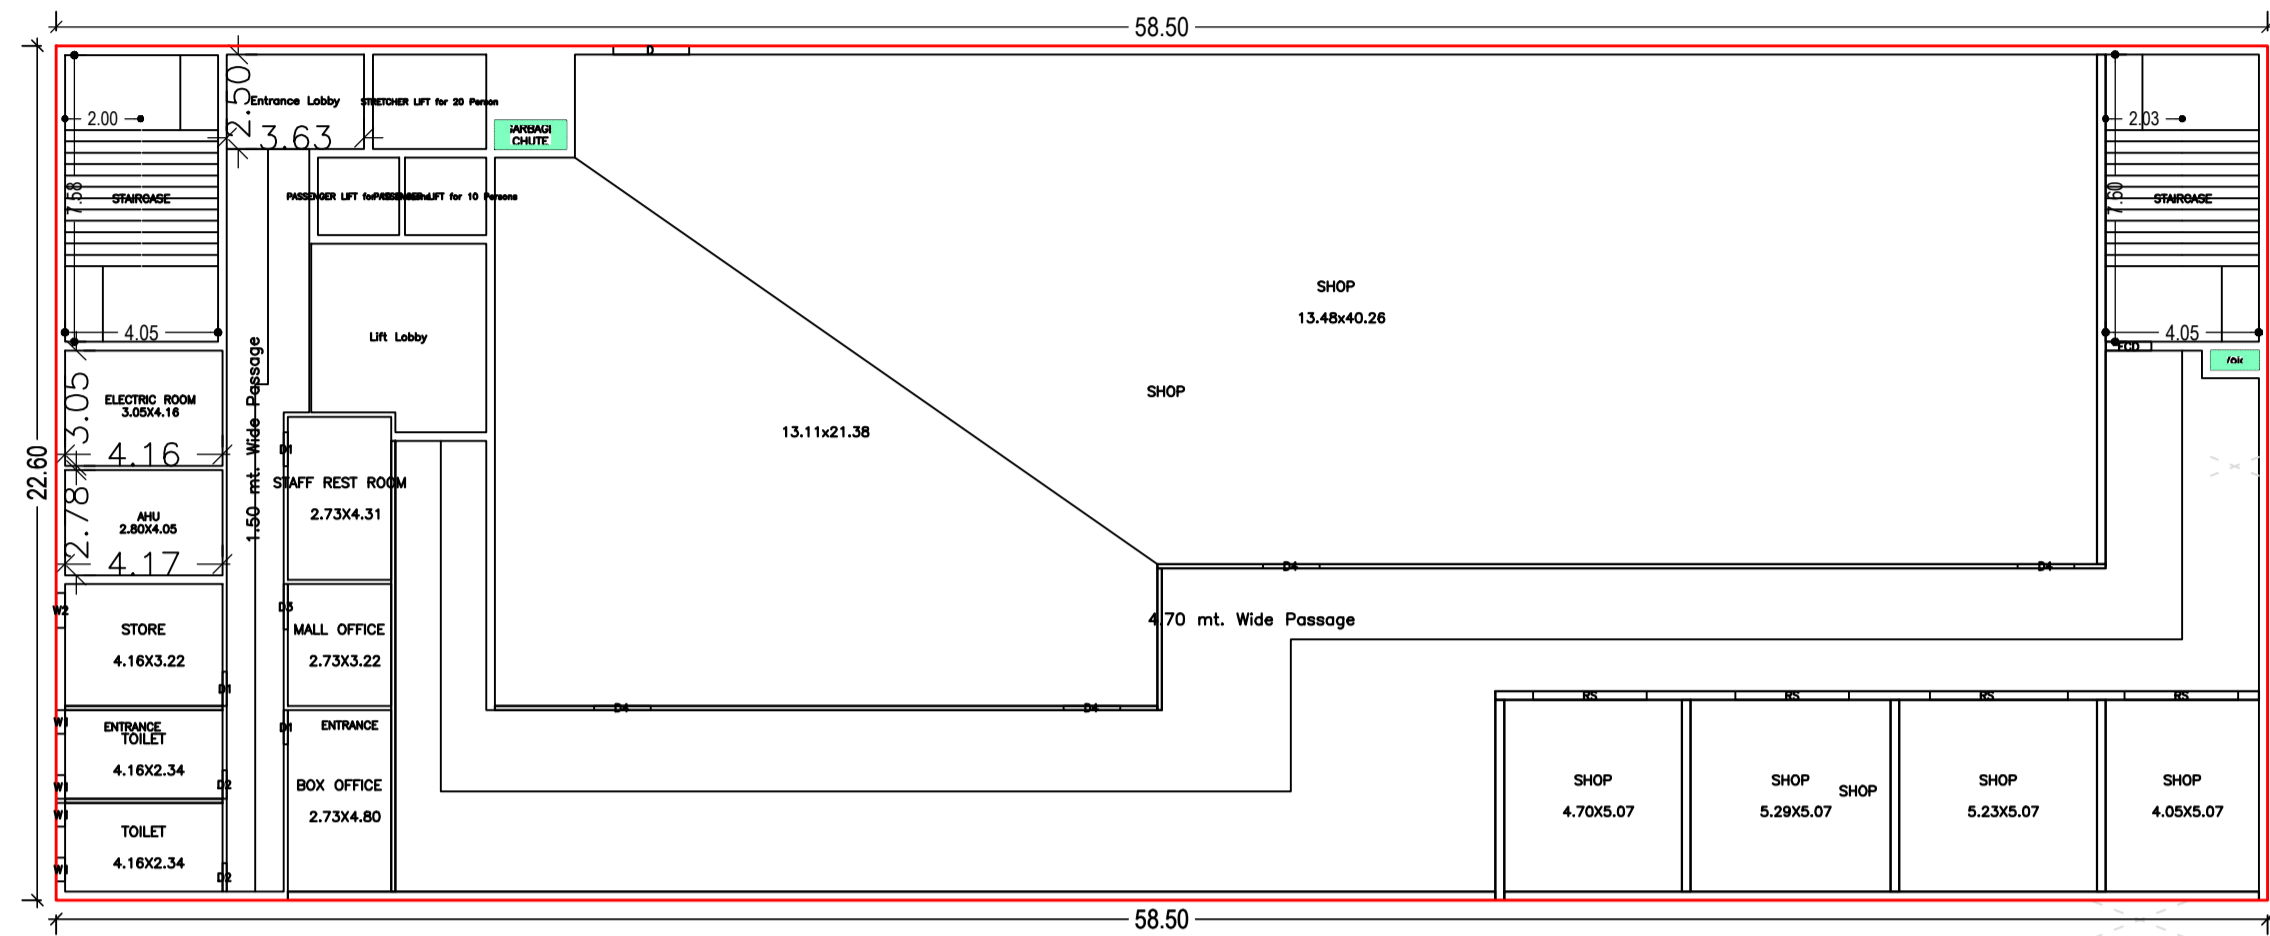 58.50
D
2.50
Entrance Lobby
STRETCHER LIFT for 20 Person
3.63
2.00
GARBAGE
CHUTE
2.03
7.58
STAIRCASE
PASSENGER LIFT for
PASSENGER LIFT for 10 Persons
7.60
STAIRCASE
SHOP
13.48x40.26
4.05
Lift Lobby
4.05
FCD
1.50 mt. Wide Passage
3.05
ELECTRIC ROOM
3.05X4.16
4.16
SHOP
13.11x21.38
D1
22.60
STAFF REST ROOM
2.73X4.31
2.78
AHU
2.80X4.05
4.17
D4
D4
W2
D3
STORE
4.16X3.22
MALL OFFICE
2.73X3.22
4.70 mt. Wide Passage
D1
RS
RS
RS
RS
D4
D4
W1
ENTRANCE
TOILET
4.16X2.34
D1
ENTRANCE
W1
D2
BOX OFFICE
2.73X4.80
SHOP
4.70X5.07
SHOP
5.29X5.07
SHOP
SHOP
5.23X5.07
SHOP
4.05X5.07
W1
TOILET
4.16X2.34
W1
D2
58.50